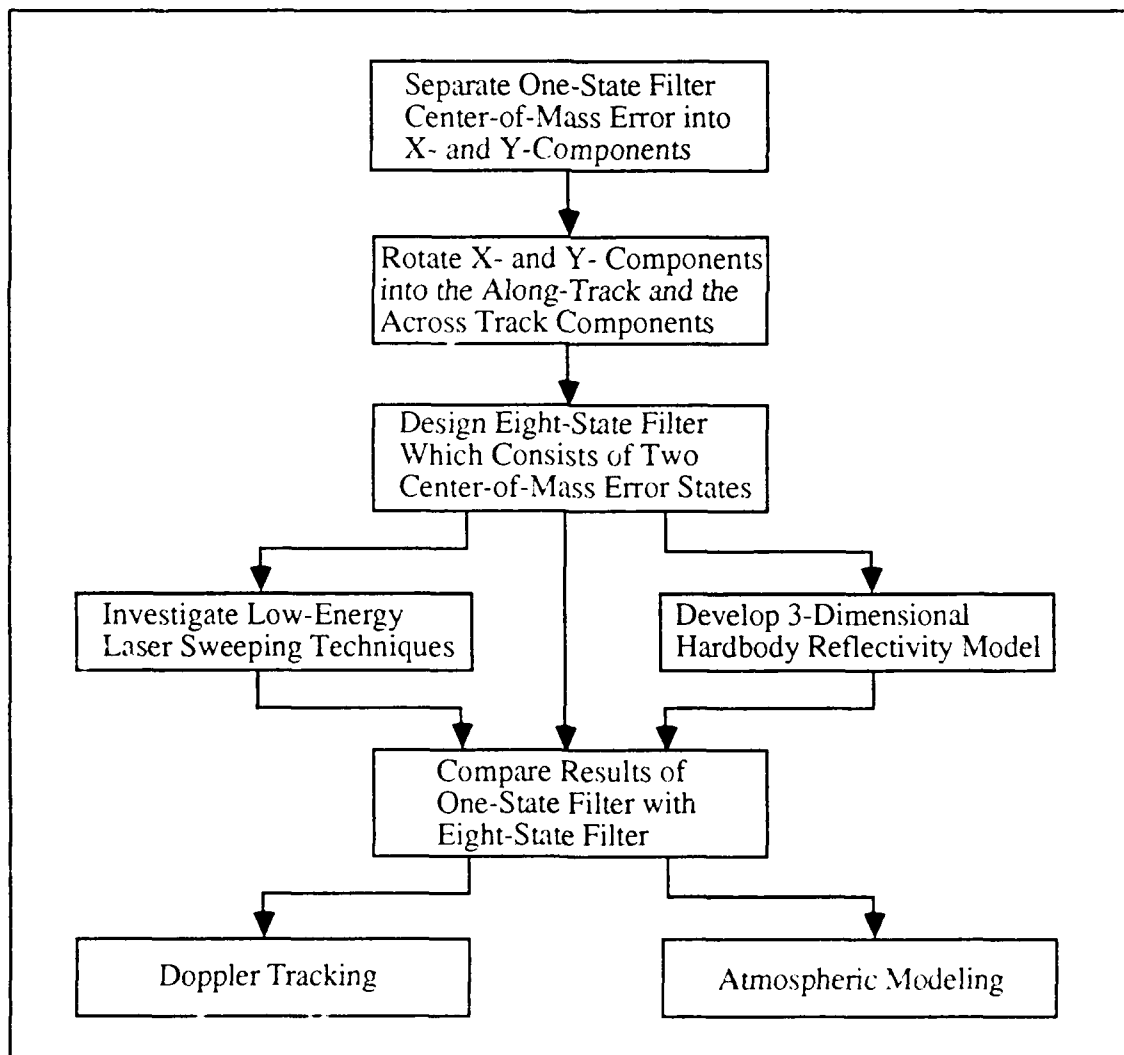 Separate One-State Filter
Center-of-Mass Error into
X- and Y-Components
Rotate X- and Y- Components
into the Along-Track and the
Across Track Components
Design Eight-State Filter
Which Consists of Two
Center-of-Mass Error States
Investigate Low-Energy
Laser Sweeping Techniques
Develop 3-Dimensional
Hardbody Reflectivity Model
Compare Results of
One-State Filter with
Eight-State Filter
Doppler Tracking
Atmospheric Modeling